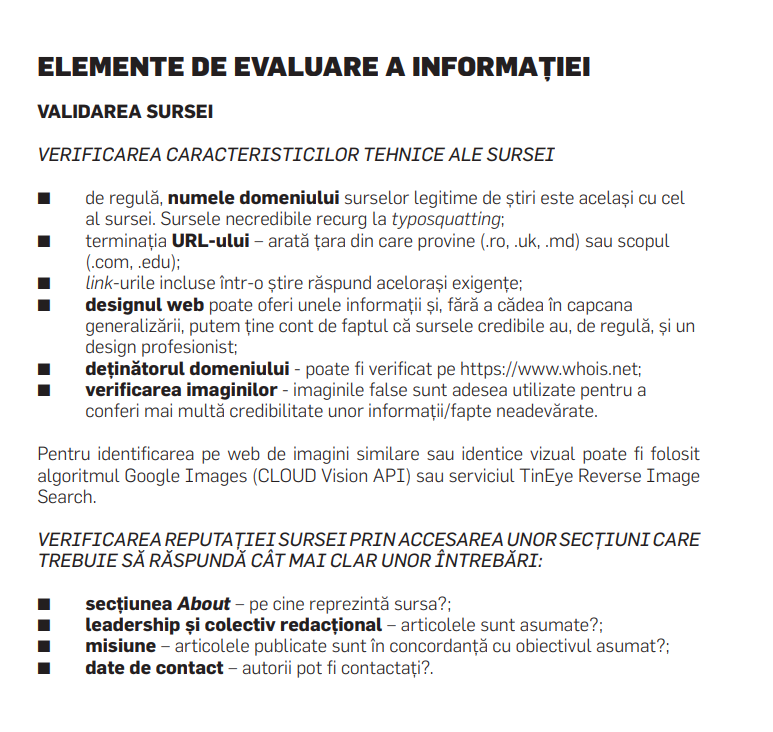 ELEMENTE DE EVALUARE A INFORMAȚIEI
VALIDAREA SURSEI
VERIFICAREA CARACTERISTICILOR TEHNICE ALE SURSEI
■ de regulă, numele domeniului surselor legitime de știri este același cu cel
al sursei. Sursele necredibile recurg la typosquatting;
■ terminația URL-ului – arată țara din care provine (.ro, .uk, .md) sau scopul
(.com, .edu);
■ link-urile incluse într-o știre răspund acelorași exigențe;
■ designul web poate oferi unele informații și, fără a cădea în capcana
generalizării, putem ține cont de faptul că sursele credibile au, de regulă, și un
design profesionist;
■ deținătorul domeniului - poate fi verificat pe https://www.whois.net;
■ verificarea imaginilor - imaginile false sunt adesea utilizate pentru a
conferi mai multă credibilitate unor informații/fapte neadevărate.
Pentru identificarea pe web de imagini similare sau identice vizual poate fi folosit
algoritmul Google Images (CLOUD Vision API) sau serviciul TinEye Reverse Image
Search.
VERIFICAREA REPUTAȚIEI SURSEI PRIN ACCESAREA UNOR SECȚIUNI CARE
TREBUIE SĂ RĂSPUNDĂ CÂT MAI CLAR UNOR ÎNTREBĂRI:
■ secțiunea About – pe cine reprezintă sursa?;
■ leadership și colectiv redacțional – articolele sunt asumate?;
■ misiune – articolele publicate sunt în concordanță cu obiectivul asumat?;
■ date de contact – autorii pot fi contactați?.